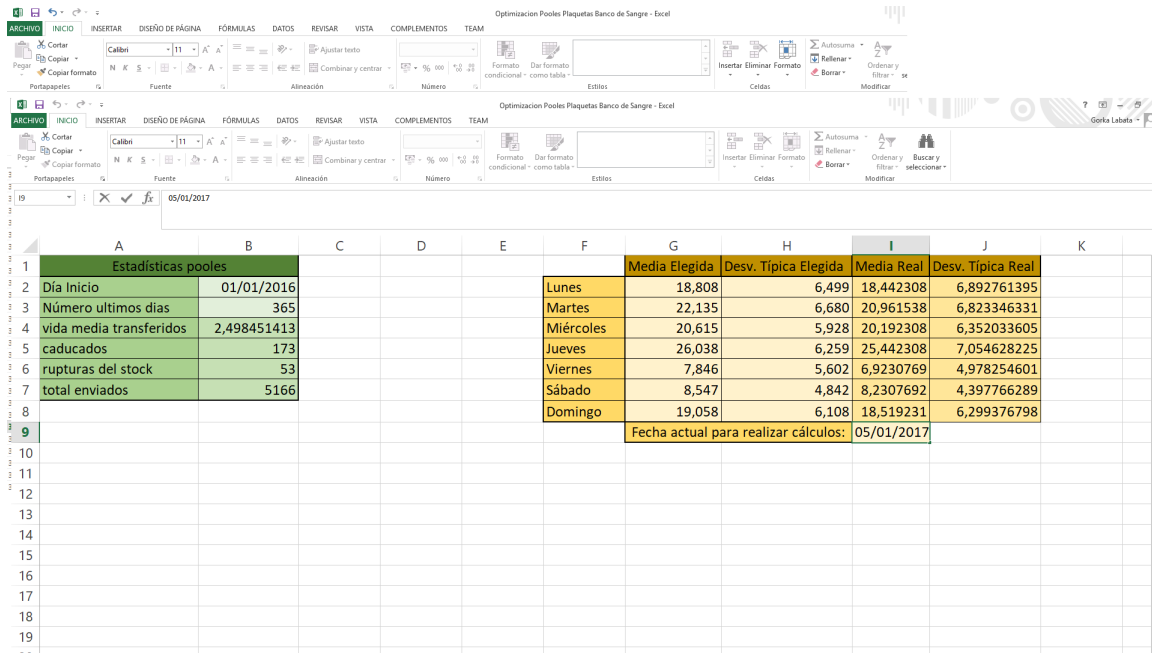 Optimizacion Pooles Plaquetas Banco de Sangre - Excel
ARCHIVO INICIO INSERTAR DISEÑO DE PÁGINA FÓRMULAS DATOS REVISAR VISTA COMPLEMENTOS TEAM
Cortar
Copiar
Copiar formato
Pegar
Calibri 11
N K S
Ajustar texto
Combinar y centrar
% 000
Formato condicional
Dar formato como tabla
Insertar Eliminar Formato
Autosuma
Rellenar
Borrar
Ordenar y filtrar
Portapapeles Fuente Alineación Número Estilos Celdas Modificar
Optimizacion Pooles Plaquetas Banco de Sangre - Excel
Gorka Labata
ARCHIVO INICIO INSERTAR DISEÑO DE PÁGINA FÓRMULAS DATOS REVISAR VISTA COMPLEMENTOS TEAM
Cortar
Copiar
Copiar formato
Pegar
Calibri 11
N K S
Ajustar texto
Combinar y centrar
% 000
Formato condicional
Dar formato como tabla
Insertar Eliminar Formato
Autosuma
Rellenar
Borrar
Ordenar y filtrar
Buscar y seleccionar
Portapapeles Fuente Alineación Número Estilos Celdas Modificar
I9 fx 05/01/2017
A B C D E F G H I J K
1 Estadísticas pooles Media Elegida Desv. Típica Elegida Media Real Desv. Típica Real
2 Día Inicio 01/01/2016 Lunes 18,808 6,499 18,442308 6,892761395
3 Número ultimos dias 365 Martes 22,135 6,680 20,961538 6,823346331
4 vida media transferidos 2,498451413 Miércoles 20,615 5,928 20,192308 6,352033605
5 caducados 173 Jueves 26,038 6,259 25,442308 7,054628225
6 rupturas del stock 53 Viernes 7,846 5,602 6,9230769 4,978254601
7 total enviados 5166 Sábado 8,547 4,842 8,2307692 4,397766289
8 Domingo 19,058 6,108 18,519231 6,299376798
9 Fecha actual para realizar cálculos: 05/01/2017
10
11
12
13
14
15
16
17
18
19